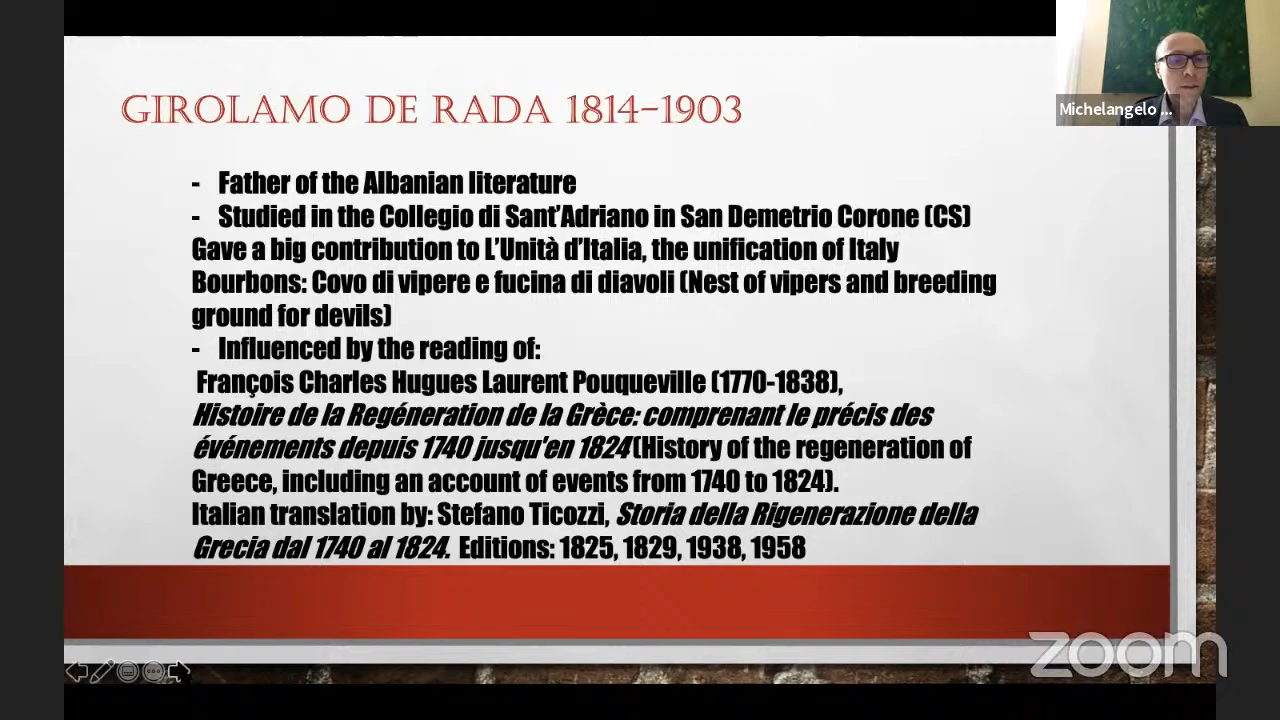 GIROLAMO DE RADA 1814-1903
Michelangelo ...
- Father of the Albanian literature
- Studied in the Collegio di Sant'Adriano in San Demetrio Corone (CS)
Gave a big contribution to L'Unità d'Italia, the unification of Italy
Bourbons: Covo di vipere e fucina di diavoli (Nest of vipers and breeding
ground for devils)
- Influenced by the reading of:
François Charles Hugues Laurent Pouqueville (1770-1838),
Histoire de la Regéneration de la Grèce: comprenant le précis des
événements depuis 1740 jusqu'en 1824 (History of the regeneration of
Greece, including an account of events from 1740 to 1824).
Italian translation by: Stefano Ticozzi, Storia della Rigenerazione della
Grecia dal 1740 al 1824. Editions: 1825, 1829, 1938, 1958
zoom